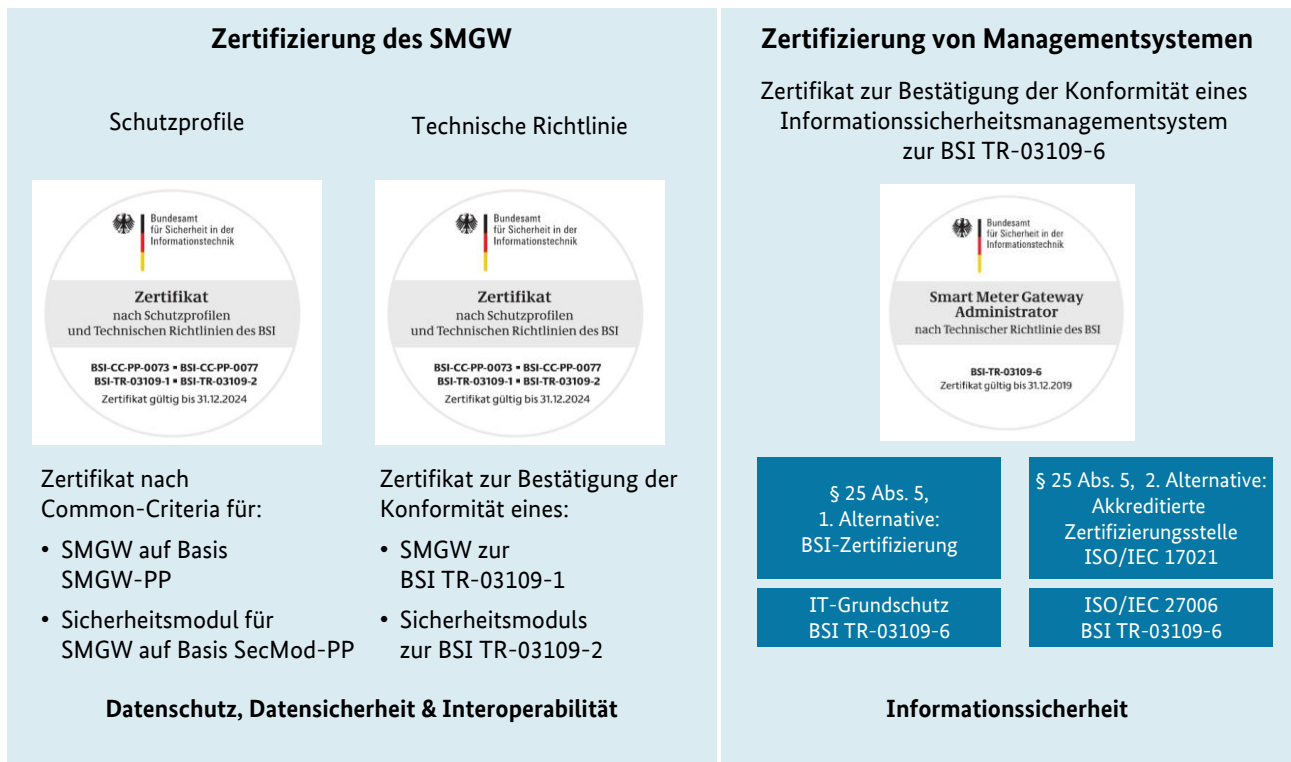 Zertifizierung des SMGW
Schutzprofile
Bundesamt
für Sicherheit in der
Informationstechnik
Zertifikat
nach Schutzprofilen
und Technischen Richtlinien des BSI
BSI-CC-PP-0073 ▪ BSI-CC-PP-0077
BSI-TR-03109-1 ▪ BSI-TR-03109-2
Zertifikat gültig bis 31.12.2024
Zertifikat nach
Common-Criteria für:
• SMGW auf Basis
SMGW-PP
• Sicherheitsmodul für
SMGW auf Basis SecMod-PP
Technische Richtlinie
Bundesamt
für Sicherheit in der
Informationstechnik
Zertifikat
nach Schutzprofilen
und Technischen Richtlinien des BSI
BSI-CC-PP-0073 ▪ BSI-CC-PP-0077
BSI-TR-03109-1 ▪ BSI-TR-03109-2
Zertifikat gültig bis 31.12.2024
Zertifikat zur Bestätigung der
Konformität eines:
• SMGW zur
BSI TR-03109-1
• Sicherheitsmoduls
zur BSI TR-03109-2
Datenschutz, Datensicherheit & Interoperabilität
Zertifizierung von Managementsystemen
Zertifikat zur Bestätigung der Konformität eines
Informationssicherheitsmanagementsystem
zur BSI TR-03109-6
Bundesamt
für Sicherheit in der
Informationstechnik
Smart Meter Gateway
Administrator
nach Technischer Richtlinie des BSI
BSI-TR-03109-6
Zertifikat gültig bis 31.12.2019
§ 25 Abs. 5,
1. Alternative:
BSI-Zertifizierung
IT-Grundschutz
BSI TR-03109-6
§ 25 Abs. 5, 2. Alternative:
Akkreditierte
Zertifizierungsstelle
ISO/IEC 17021
ISO/IEC 27006
BSI TR-03109-6
Informationssicherheit